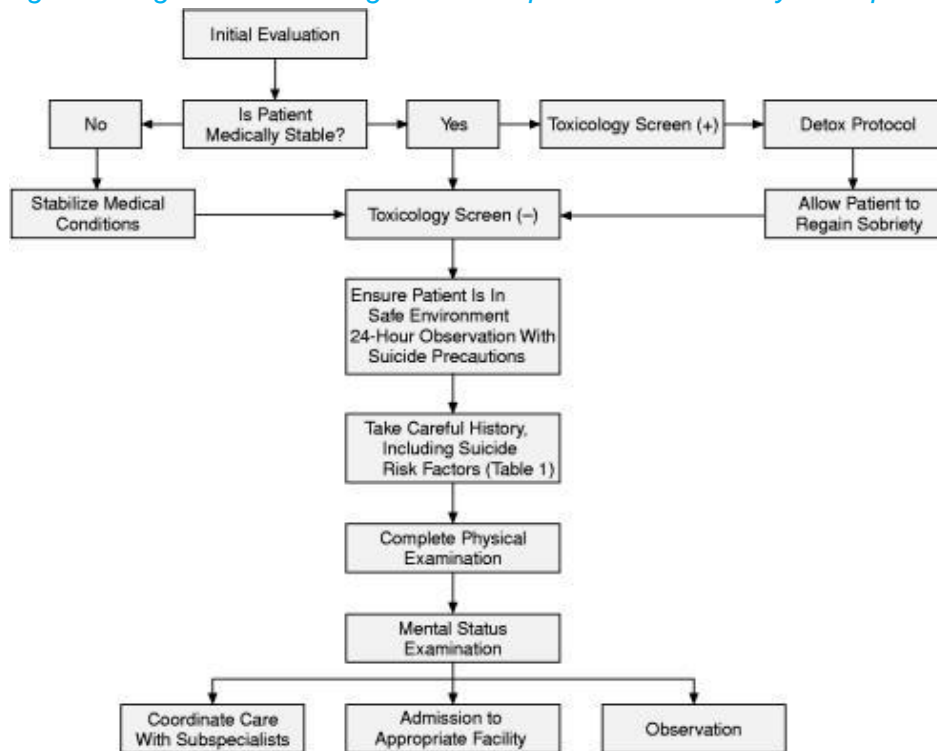 Initial Evaluation
No
Is Patient
Medically Stable?
Yes
Toxicology Screen (+)
Detox Protocol
Stabilize Medical
Conditions
Toxicology Screen (–)
Allow Patient to
Regain Sobriety
Ensure Patient Is In
Safe Environment
24-Hour Observation With
Suicide Precautions
Take Careful History,
Including Suicide
Risk Factors (Table 1)
Complete Physical
Examination
Mental Status
Examination
Coordinate Care
With Subspecialists
Admission to
Appropriate Facility
Observation